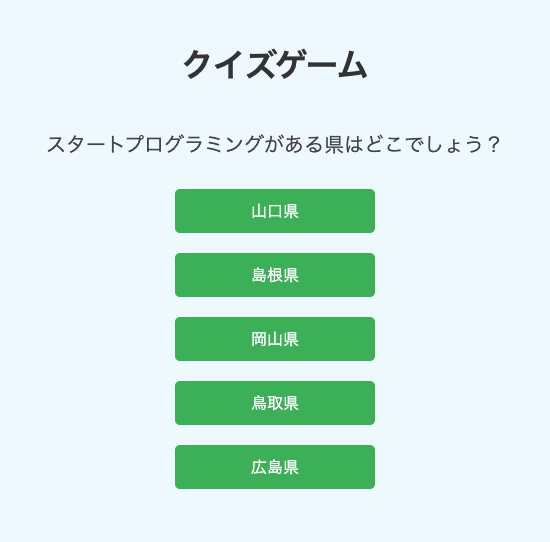 クイズゲーム
スタートプログラミングがある県はどこでしょう？
山口県
島根県
岡山県
鳥取県
広島県